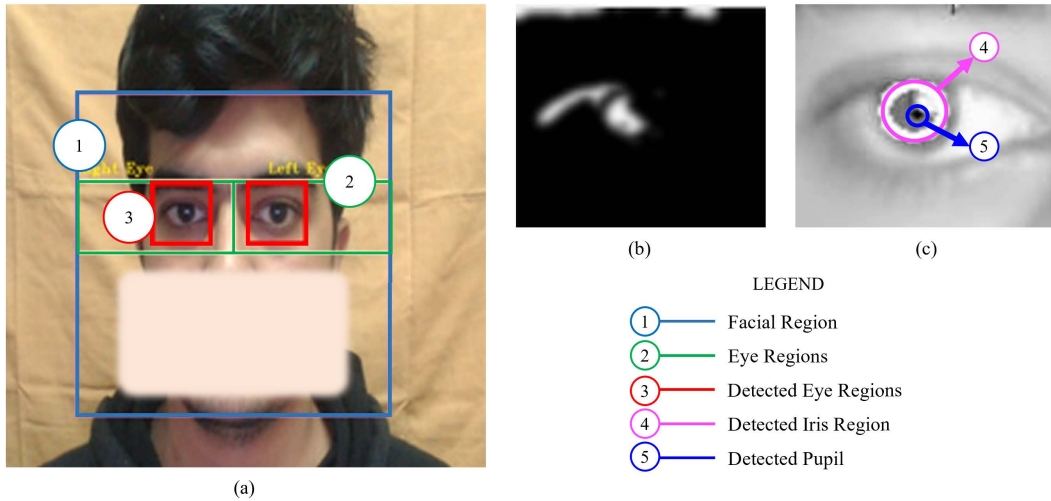 1
ght Eye
Left Ey
2
3
(a)
(b)
4
5
(c)
LEGEND
1 Facial Region
2 Eye Regions
3 Detected Eye Regions
4 Detected Iris Region
5 Detected Pupil